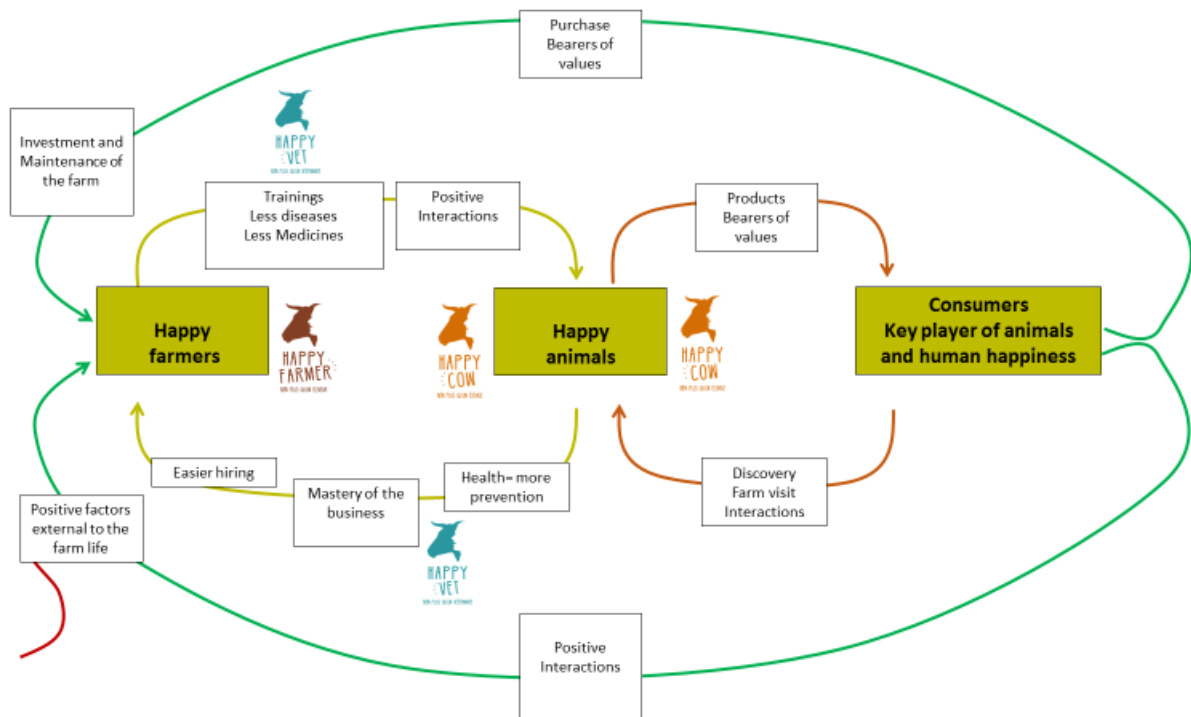 Purchase
Bearers of
values
Investment and
Maintenance of
the farm
HAPPY
VET
Trainings
Less diseases
Less Medicines
Positive
Interactions
Products
Bearers of
values
Happy
farmers
HAPPY
FARMER
HAPPY
COW
Happy
animals
HAPPY
COW
Consumers
Key player of animals
and human happiness
Easier hiring
Mastery of the
business
Health= more
prevention
Discovery
Farm visit
Interactions
Positive factors
external to the
farm life
HAPPY
VET
Positive
Interactions